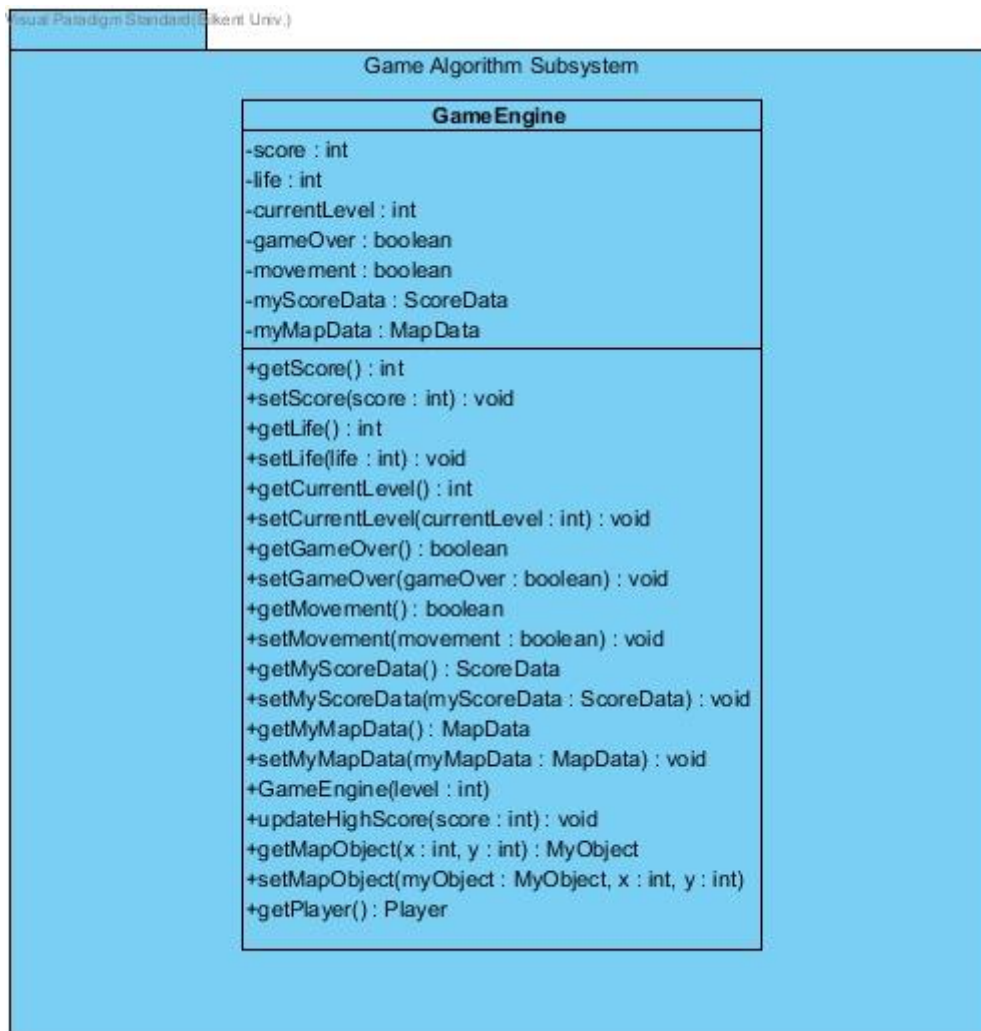 Visual Paradigm Standard(Bilkent Univ.)
Game Algorithm Subsystem
GameEngine
-score : int
-life : int
-currentLevel : int
-gameOver : boolean
-movement : boolean
-myScoreData : ScoreData
-myMapData : MapData
+getScore() : int
+setScore(score : int) : void
+getLife() : int
+setLife(life : int) : void
+getCurrentLevel() : int
+setCurrentLevel(currentLevel : int) : void
+getGameOver() : boolean
+setGameOver(gameOver : boolean) : void
+getMovement() : boolean
+setMovement(movement : boolean) : void
+getMyScoreData() : ScoreData
+setMyScoreData(myScoreData : ScoreData) : void
+getMyMapData() : MapData
+setMyMapData(myMapData : MapData) : void
+GameEngine(level : int)
+updateHighScore(score : int) : void
+getMapObject(x : int, y : int) : MyObject
+setMapObject(myObject : MyObject, x : int, y : int)
+getPlayer() : Player